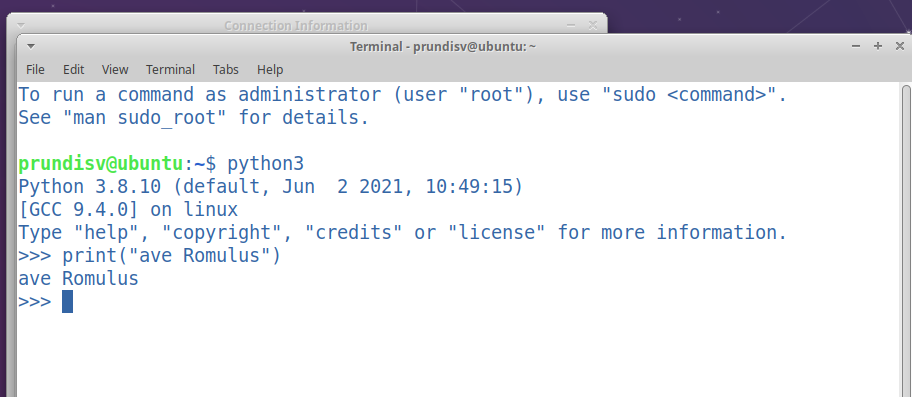 Connection Information
Terminal - prundisv@ubuntu: ~
File Edit View Terminal Tabs Help
To run a command as administrator (user "root"), use "sudo <command>".
See "man sudo_root" for details.
prundisv@ubuntu:~$ python3
Python 3.8.10 (default, Jun  2 2021, 10:49:15)
[GCC 9.4.0] on linux
Type "help", "copyright", "credits" or "license" for more information.
>>> print("ave Romulus")
ave Romulus
>>>